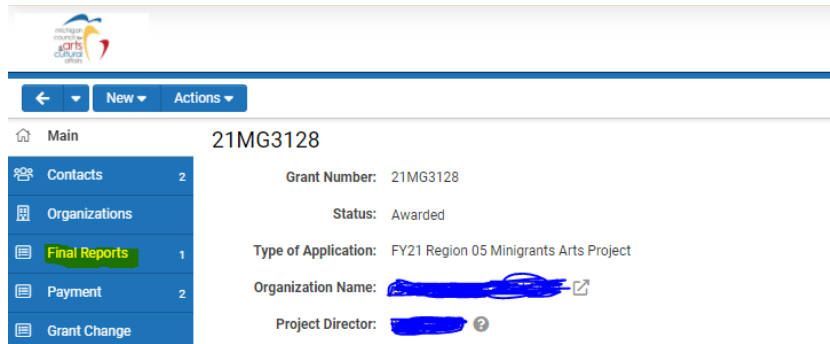 michigan
council for
arts
cultural
affairs
New Actions
Main
21MG3128
Contacts 2
Grant Number: 21MG3128
Organizations
Status: Awarded
Final Reports 1
Type of Application: FY21 Region 05 Minigrants Arts Project
Payment 2
Organization Name:
Grant Change
Project Director: